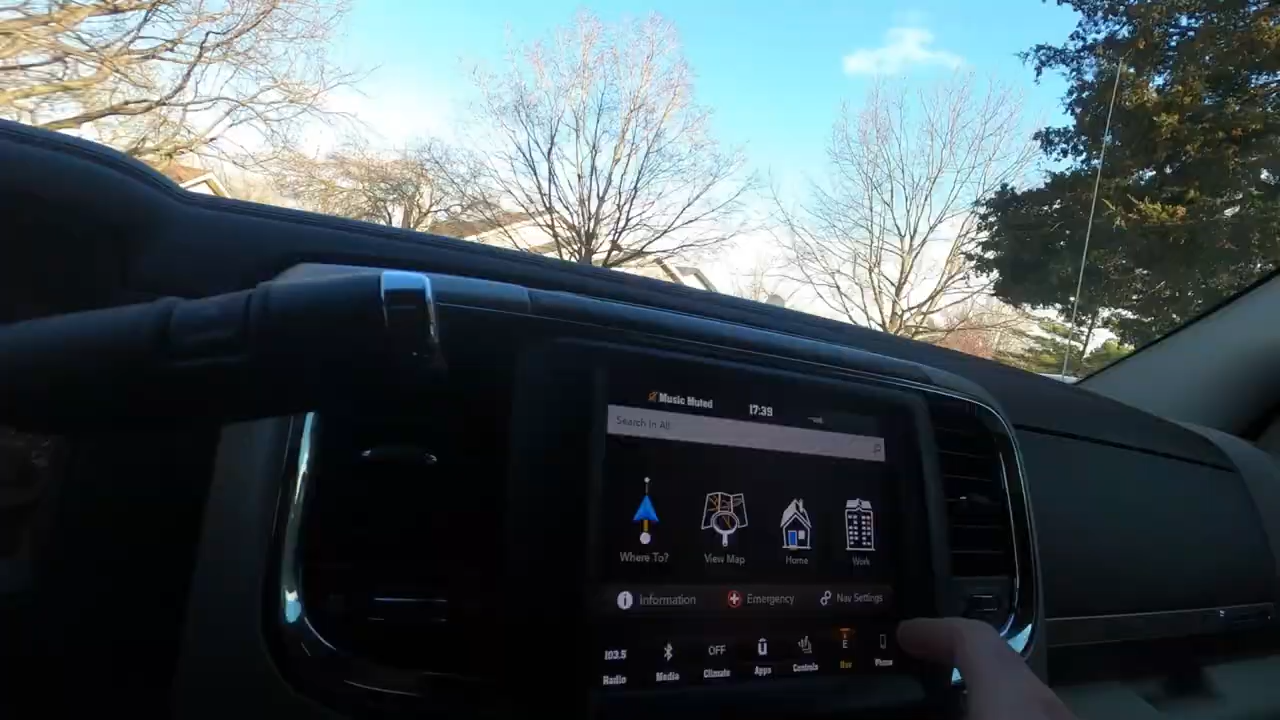 Music Muted 17:39
Search In All
Where To? View Map Home Work
Information Emergency Nav Settings
103.5 OFF E
Radio Media Climate Apps Controls Nav Phone